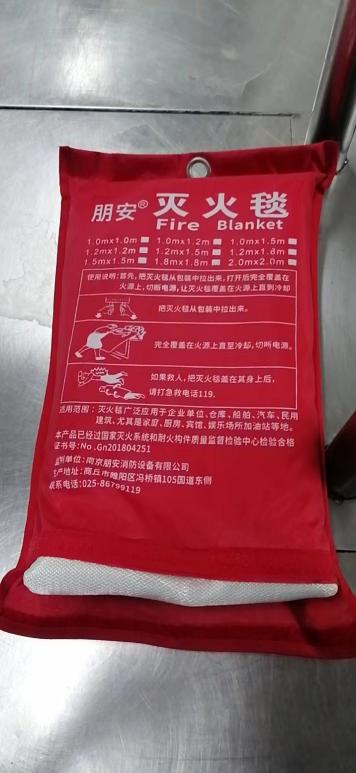 朋安® 灭火毯
Fire Blanket
1.0mx1.0m 1.0mx1.2m 1.0mx1.5m
1.2mx1.2m 1.2mx1.5m 1.2mx1.8m
1.5mx1.5m 1.8mx1.8m 2.0mx2.0m
使用说明:首先,把灭火毯从包装中拉出来,打开后完全覆盖在
火源上,切断电源,让灭火毯覆盖在火源上直到冷却
把灭火毯从包装中拉出来。
完全覆盖在火源上直至冷却,切断电源。
如果救人,把灭火毯盖在其身上后,
请打急救电话119.
适用范围:灭火毯广泛应用于企业单位、仓库、船舶、汽车、民用
建筑、尤其是家庭、厨房、宾馆、娱乐场所加油站等地。
本产品已经过国家灭火系统和耐火构件质量监督检验中心检验合格
证书号:No.Gn201804251
监制单位:南京朋安消防设备有限公司
生产地址:商丘市睢阳区冯桥镇105国道东侧
联系电话:025-86799119